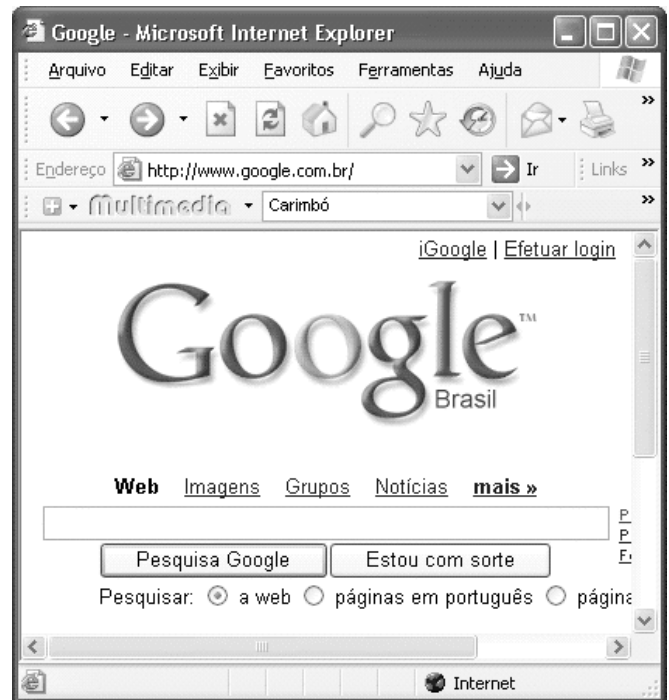 Google - Microsoft Internet Explorer
Arquivo Editar Exibir Favoritos Ferramentas Ajuda
»
Endereço http://www.google.com.br/ Ir Links »
Multimedia Carimbó »
iGoogle | Efetuar login
Google™
Brasil
Web Imagens Grupos Notícias mais »
P
P
Pesquisa Google Estou com sorte
Pesquisar: a web páginas em português página
Internet